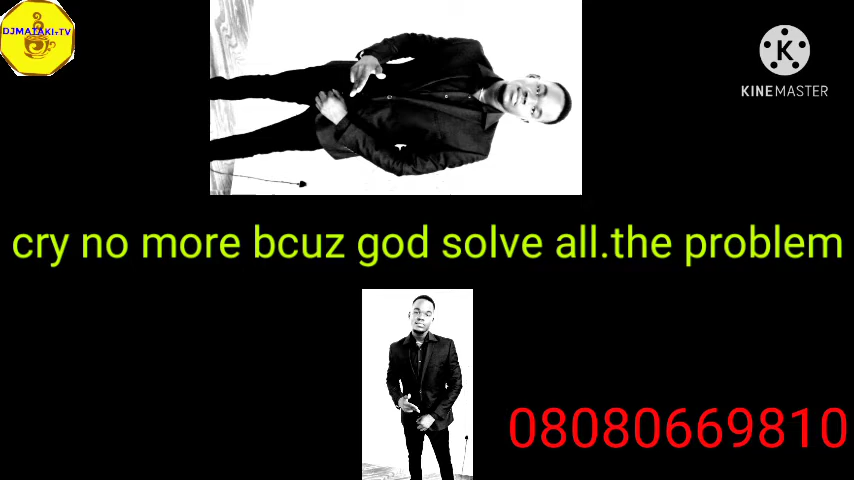 DJMATAKI.TV
K
KINEMASTER
cry no more bcuz god solve all.the problem
08080669810